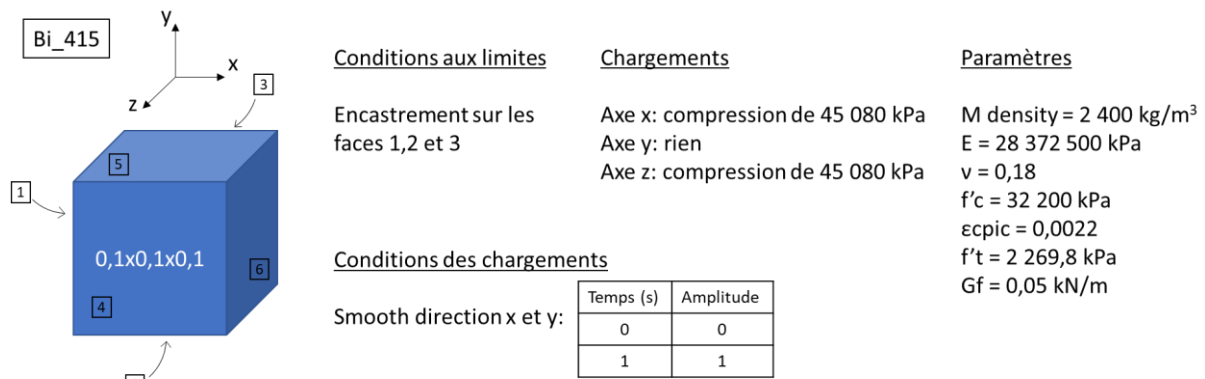 Bi_415
y
x
z
3
5
1
0,1x0,1x0,1
6
4
Conditions aux limites
Encastrement sur les
faces 1,2 et 3
Chargements
Axe x: compression de 45 080 kPa
Axe y: rien
Axe z: compression de 45 080 kPa
Paramètres
M density = 2 400 kg/m³
E = 28 372 500 kPa
ν = 0,18
f'c = 32 200 kPa
εcpic = 0,0022
f't = 2 269,8 kPa
Gf = 0,05 kN/m
Conditions des chargements
Smooth direction x et y:
Temps (s) Amplitude
0 0
1 1